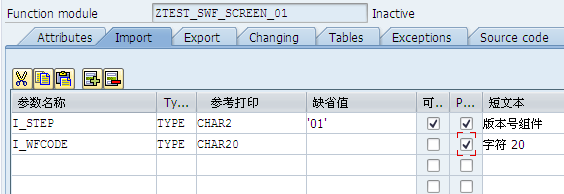 Function module ZTEST_SWF_SCREEN_01 Inactive
Attributes Import Export Changing Tables Exceptions Source code
参数名称 Ty... 参考打印 缺省值 可... P... 短文本
I_STEP TYPE CHAR2 '01' 版本号组件
I_WFCODE TYPE CHAR20 字符 20